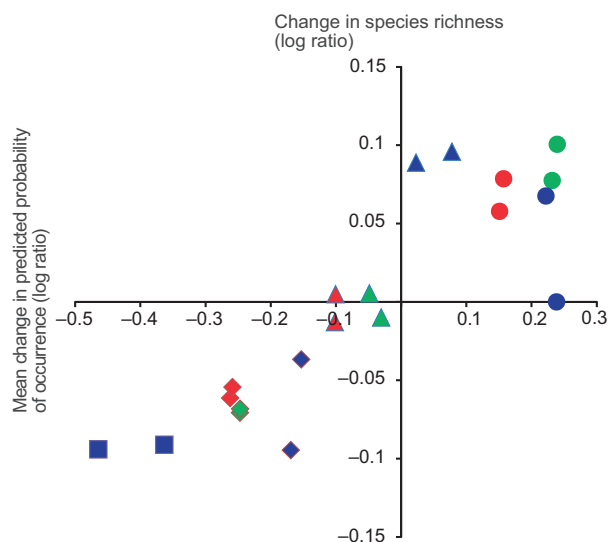 Change in species richness
(log ratio)
0.15
0.1
0.05
−0.5 −0.4 −0.3 −0.2 −0.1 0.1 0.2 0.3
−0.05
−0.1
−0.15
Mean change in predicted probability
of occurrence (log ratio)